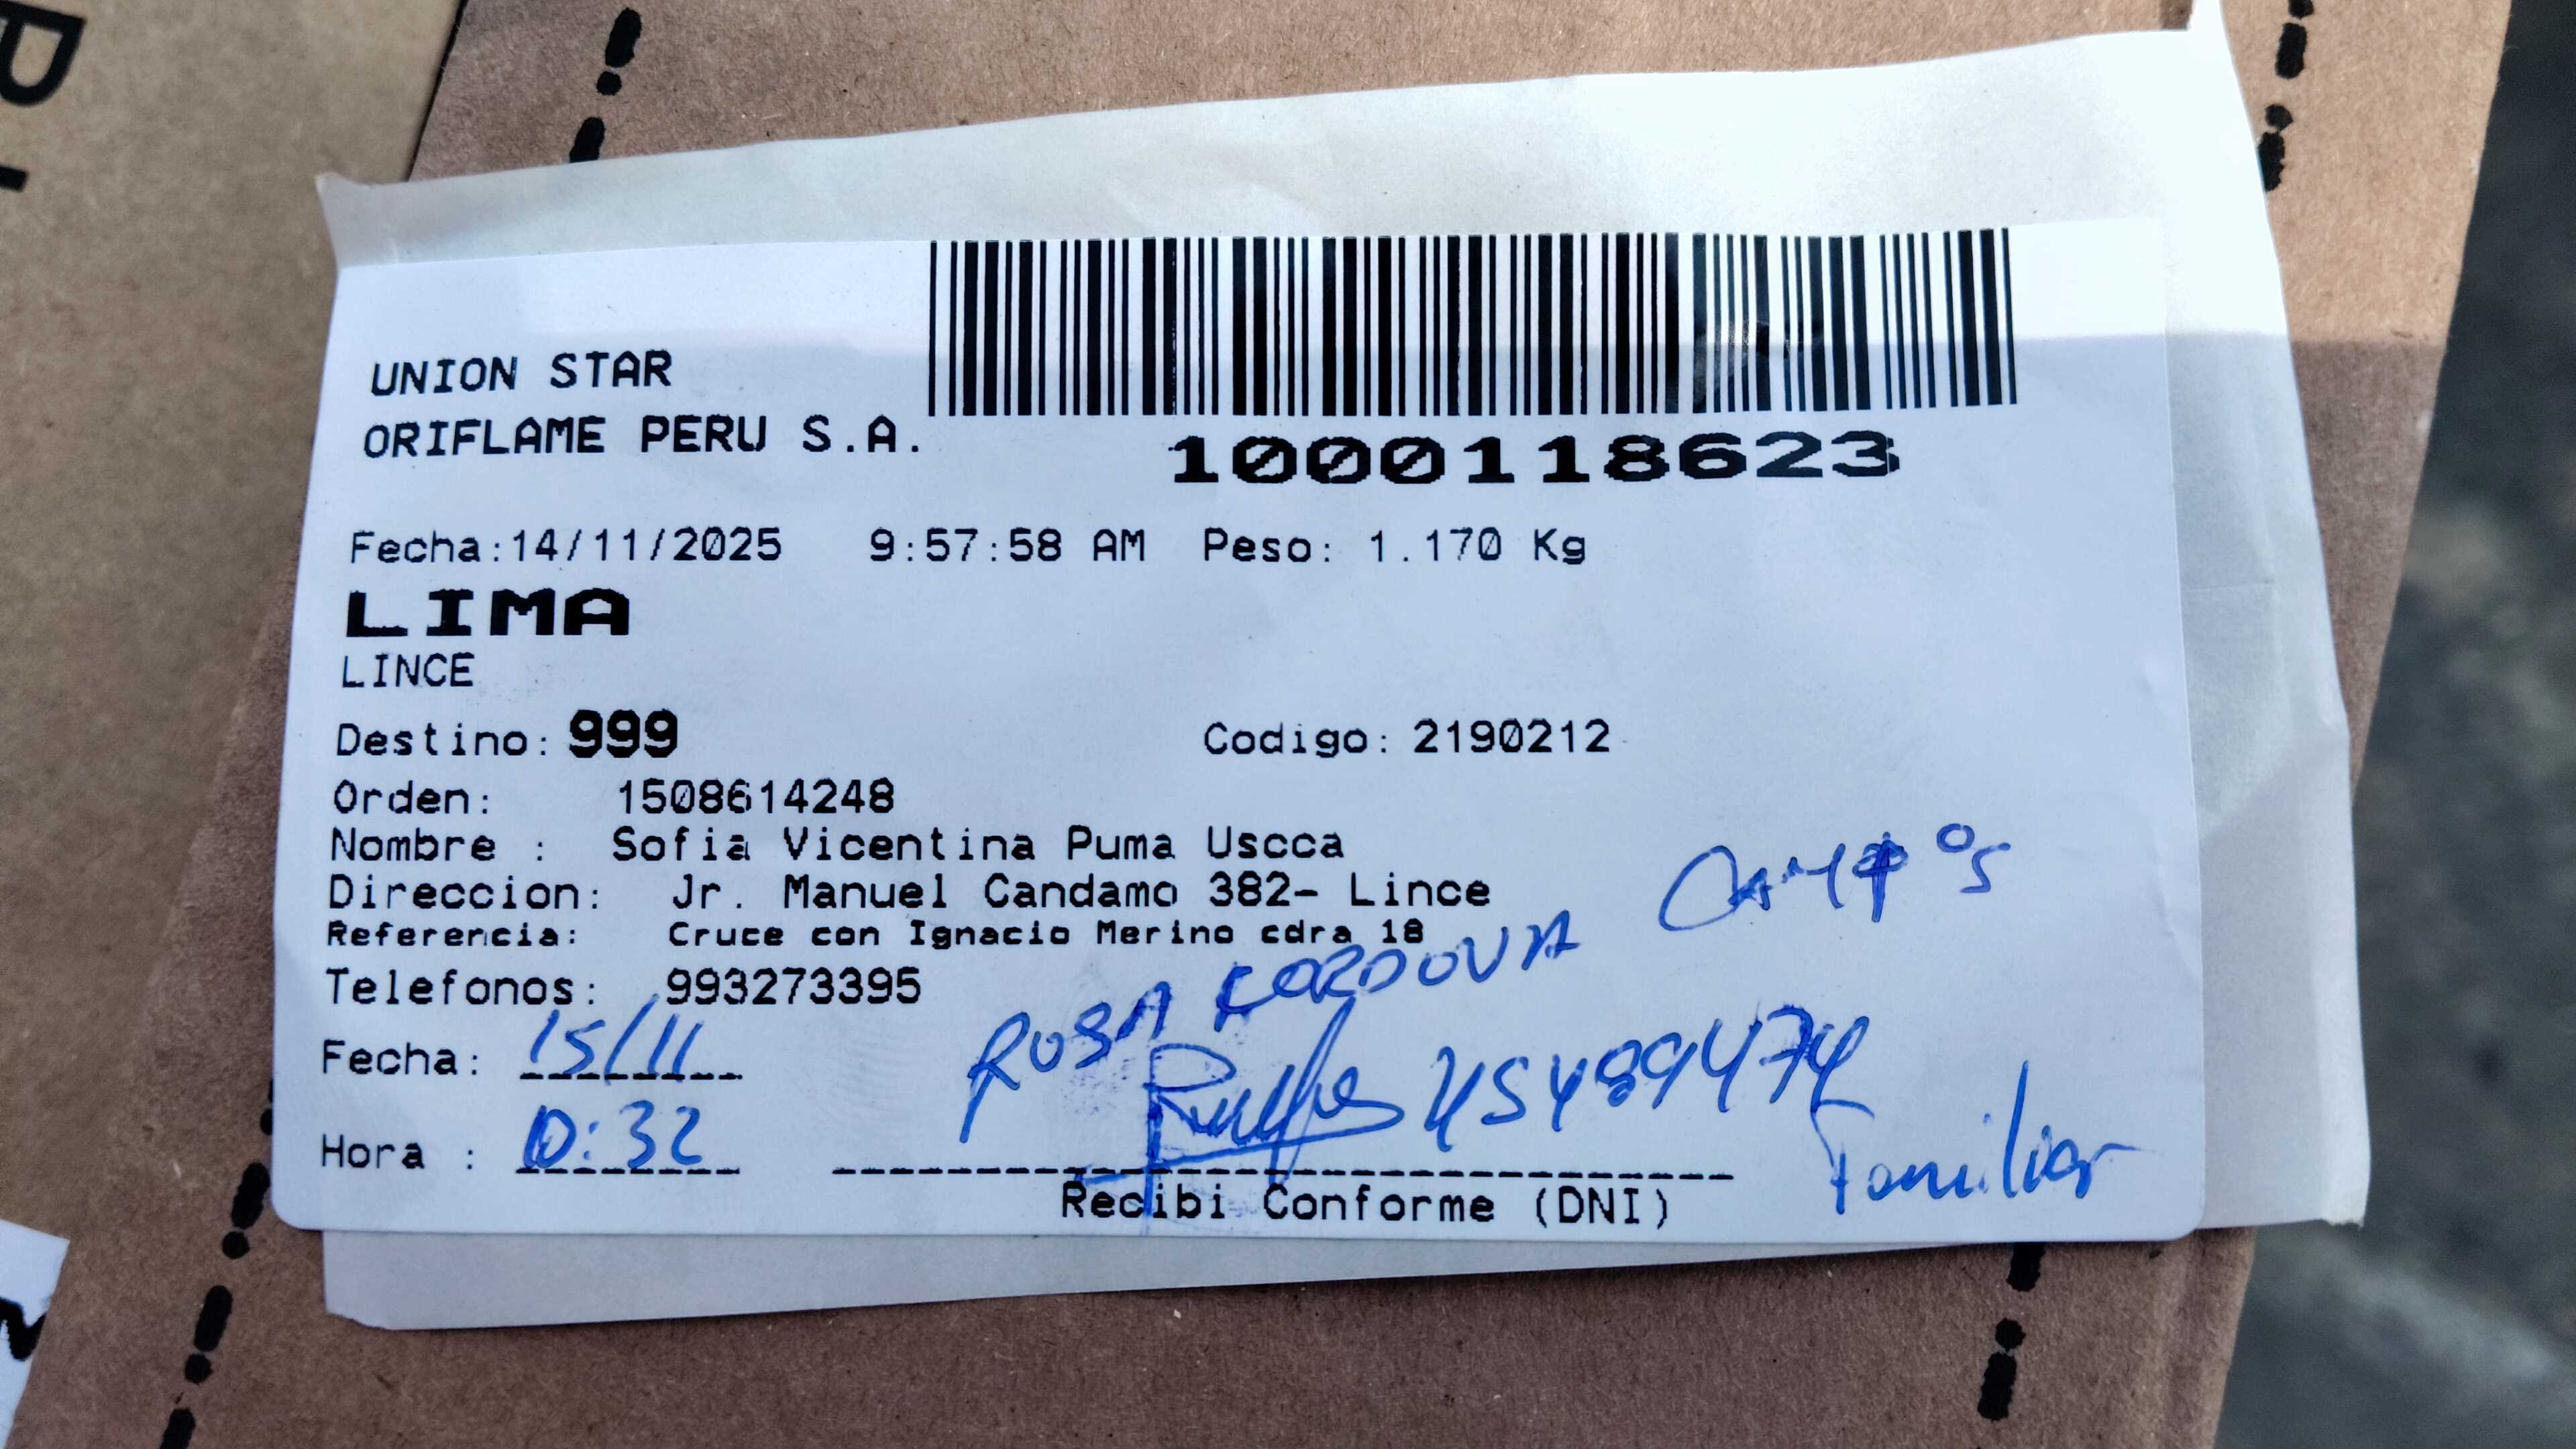 UNION STAR
ORIFLAME PERU S.A.
1000118623
Fecha:14/11/2025 9:57:58 AM Peso: 1.170 Kg
LIMA
LINCE
Destino: 999 Codigo: 2190212
Orden: 1508614248
Nombre : Sofia Vicentina Puma Uscca
Direccion: Jr. Manuel Candamo 382- Lince
Referencia: Cruce con Ignacio Merino cdra 18
Telefonos: 993273395
ROSA CORDOVA Campos
Fecha: 15/11
45489474
Hora : 10:32
Familiar
Recibi Conforme (DNI)